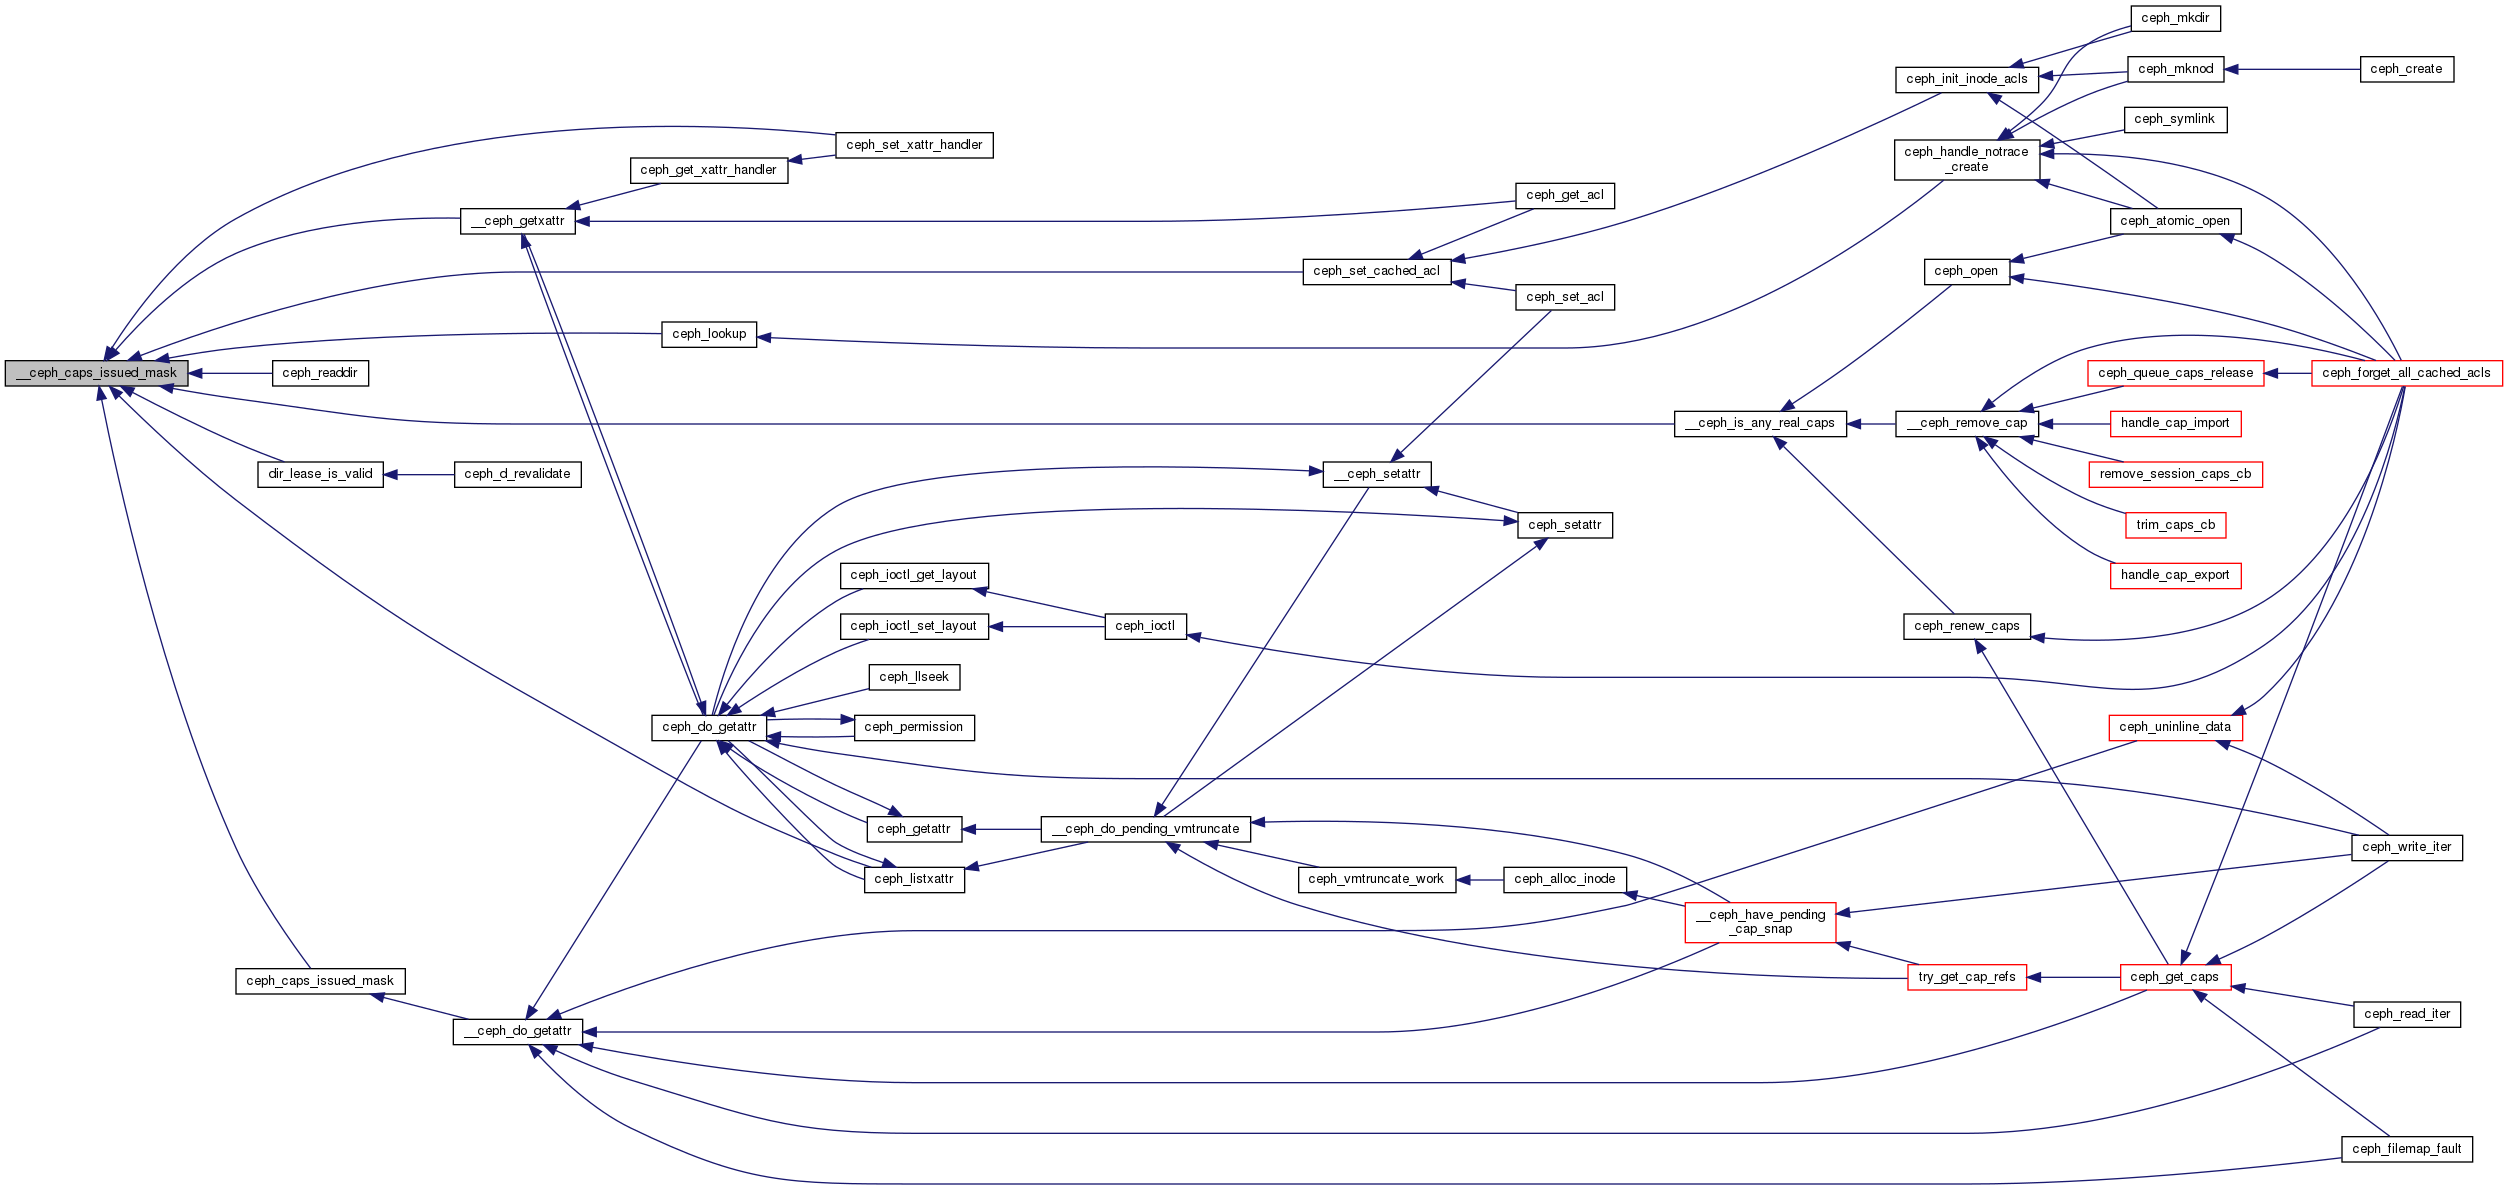 ceph_mkdir
ceph_mknod
ceph_create
ceph_init_inode_acls
ceph_symlink
ceph_set_xattr_handler
ceph_handle_notrace
_create
ceph_get_xattr_handler
ceph_get_acl
__ceph_getxattr
ceph_atomic_open
ceph_set_cached_acl
ceph_open
ceph_set_acl
ceph_lookup
__ceph_caps_issued_mask
ceph_readdir
ceph_queue_caps_release
ceph_forget_all_cached_acls
__ceph_is_any_real_caps
__ceph_remove_cap
handle_cap_import
dir_lease_is_valid
ceph_d_revalidate
__ceph_setattr
remove_session_caps_cb
ceph_setattr
trim_caps_cb
ceph_ioctl_get_layout
handle_cap_export
ceph_ioctl_set_layout
ceph_ioctl
ceph_renew_caps
ceph_llseek
ceph_do_getattr
ceph_permission
ceph_uninline_data
ceph_getattr
__ceph_do_pending_vmtruncate
ceph_write_iter
ceph_listxattr
ceph_vmtruncate_work
ceph_alloc_inode
__ceph_have_pending
_cap_snap
ceph_caps_issued_mask
try_get_cap_refs
ceph_get_caps
ceph_read_iter
__ceph_do_getattr
ceph_filemap_fault